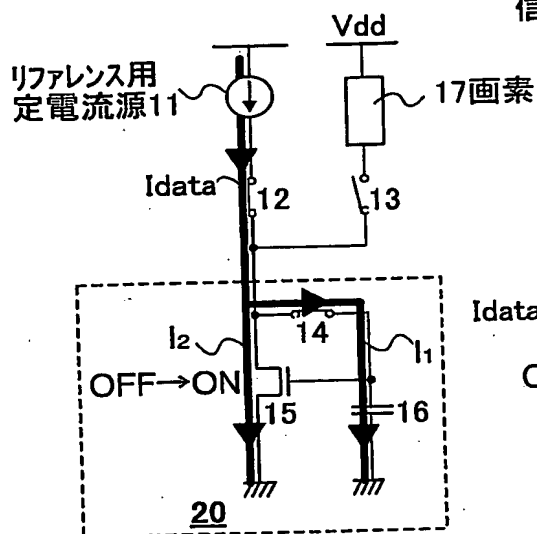 信
Vdd
リファレンス用
定電流源11
17画素
Idata
12
13
Idata
14
I₂
I₁
OFF→ON
15
16
20